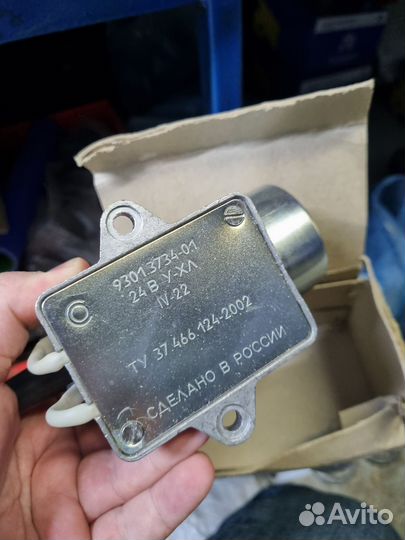 9301.3734-01
24 В У-ХЛ
IV-22
ТУ 37.466.124-2002
СДЕЛАНО В РОССИИ
Avito